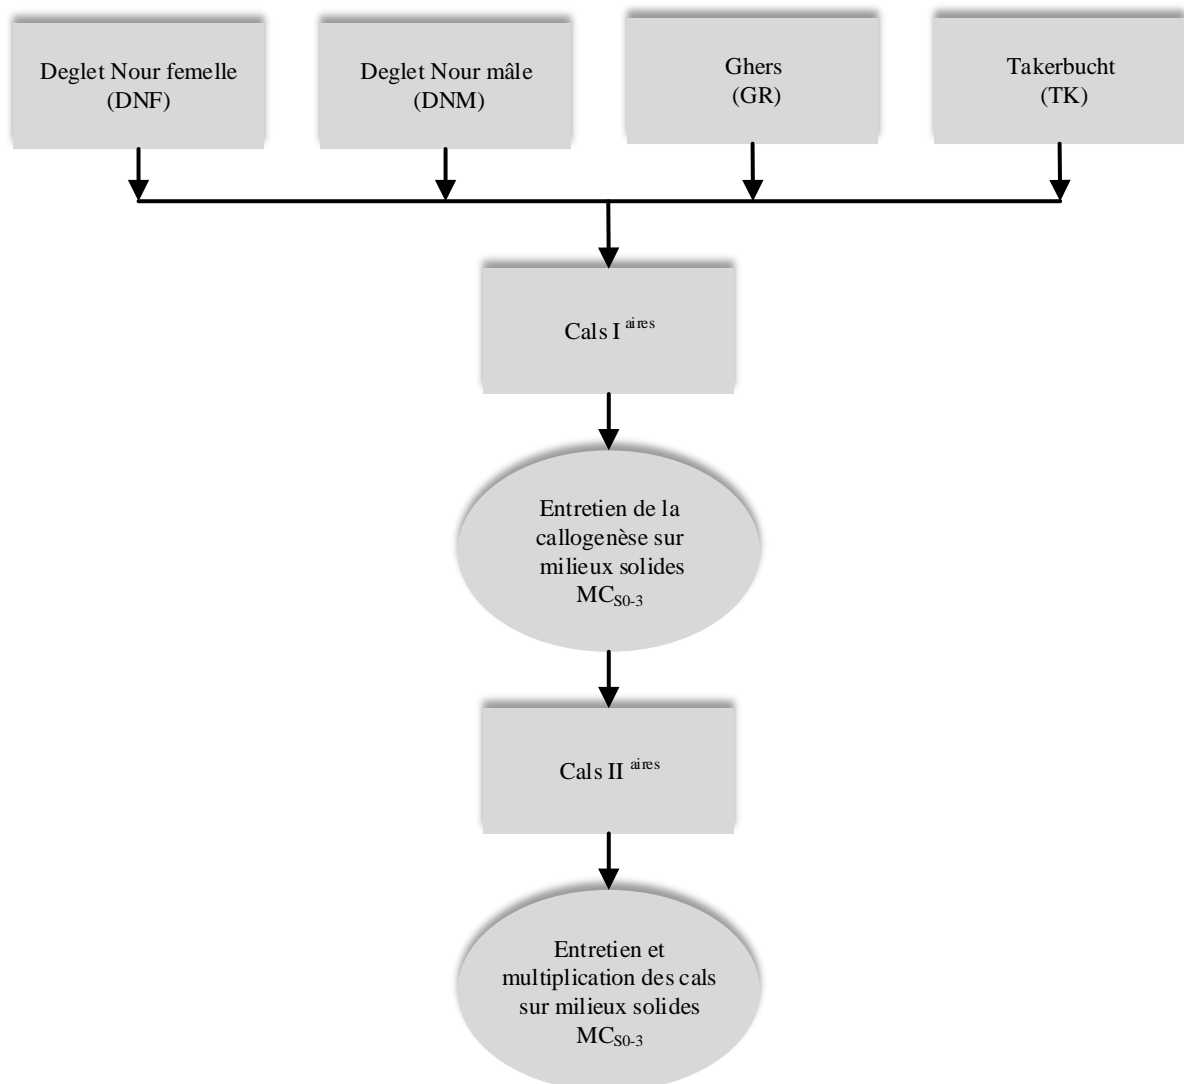 Deglet Nour femelle
(DNF)
Deglet Nour mâle
(DNM)
Ghers
(GR)
Takerbucht
(TK)
Cals I aires
Entretien de la
callogenèse sur
milieux solides
MCS0-3
Cals II aires
Entretien et
multiplication des cals
sur milieux solides
MCS0-3